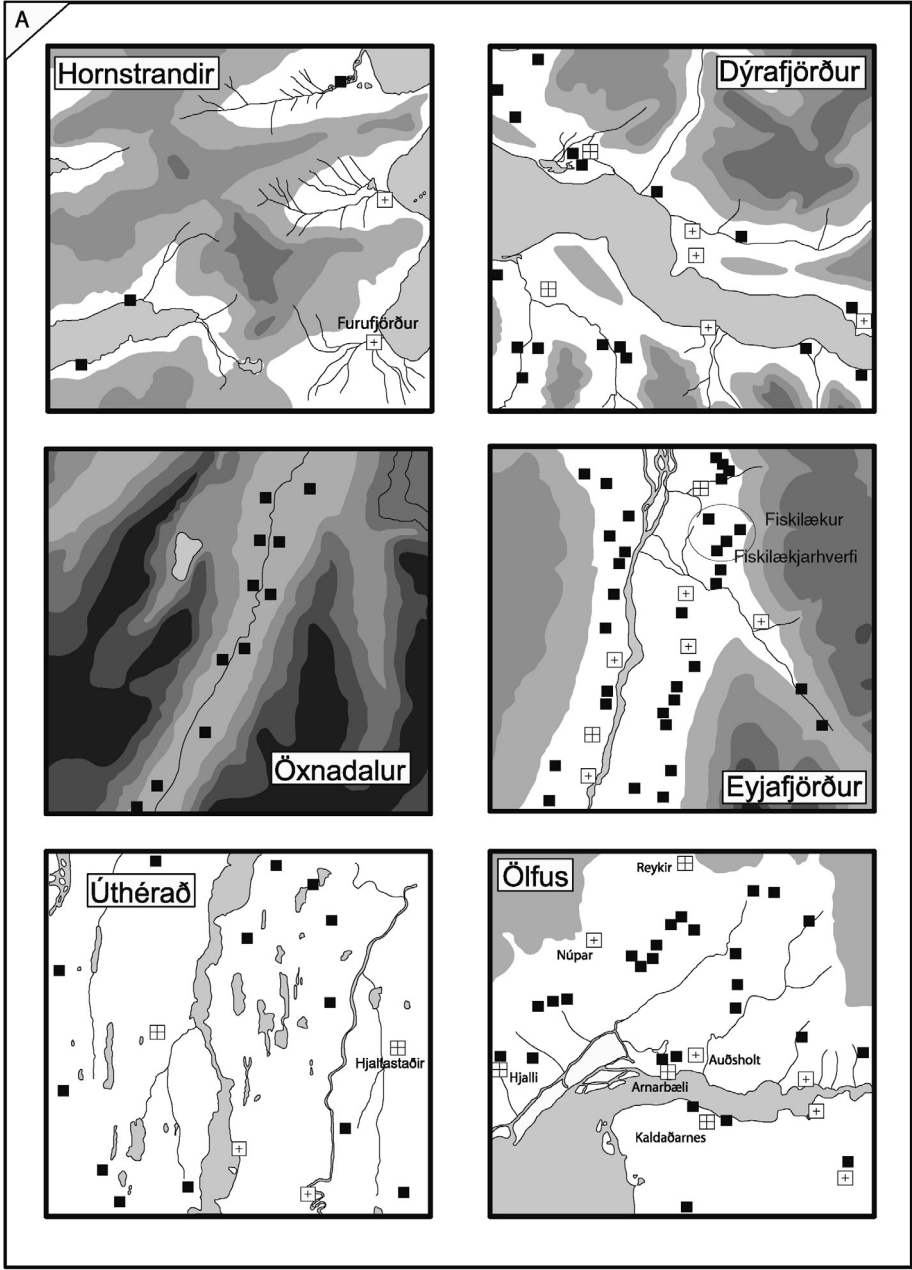 A
Hornstrandir
Furufjörður
Dýrafjörður
Öxnadalur
Fiskilækur
Fiskilækjarhverfi
Eyjafjörður
Úthérað
Hjaltastaðir
Ölfus
Reykir
Núpar
Hjalli
Auðsholt
Arnarbæli
Kaldaðarnes